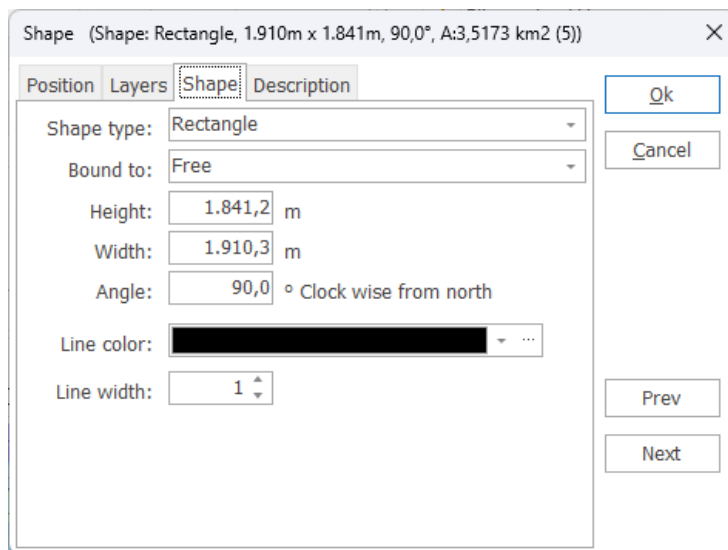 Shape (Shape: Rectangle, 1.910m x 1.841m, 90,0°, A:3,5173 km2 (5))
Position Layers Shape Description
Ok
Shape type: Rectangle
Cancel
Bound to: Free
Height: 1.841,2 m
Width: 1.910,3 m
Angle: 90,0 ° Clock wise from north
Line color: ...
Line width: 1
Prev
Next